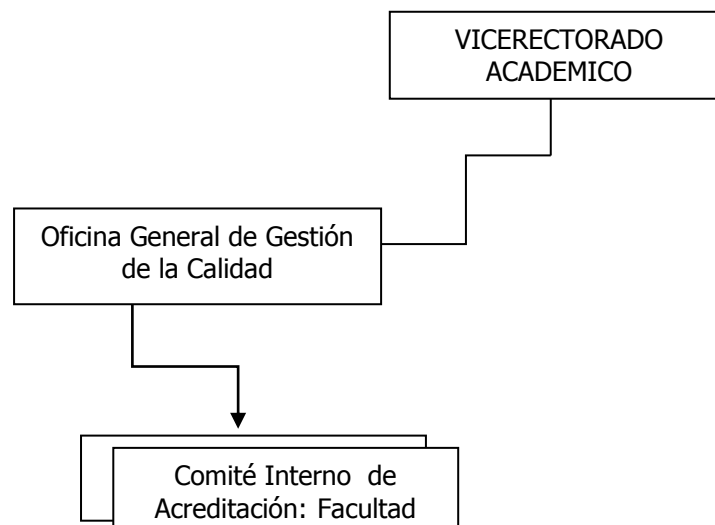 VICERECTORADO
ACADEMICO
Oficina General de Gestión
de la Calidad
Comité Interno  de
Acreditación: Facultad